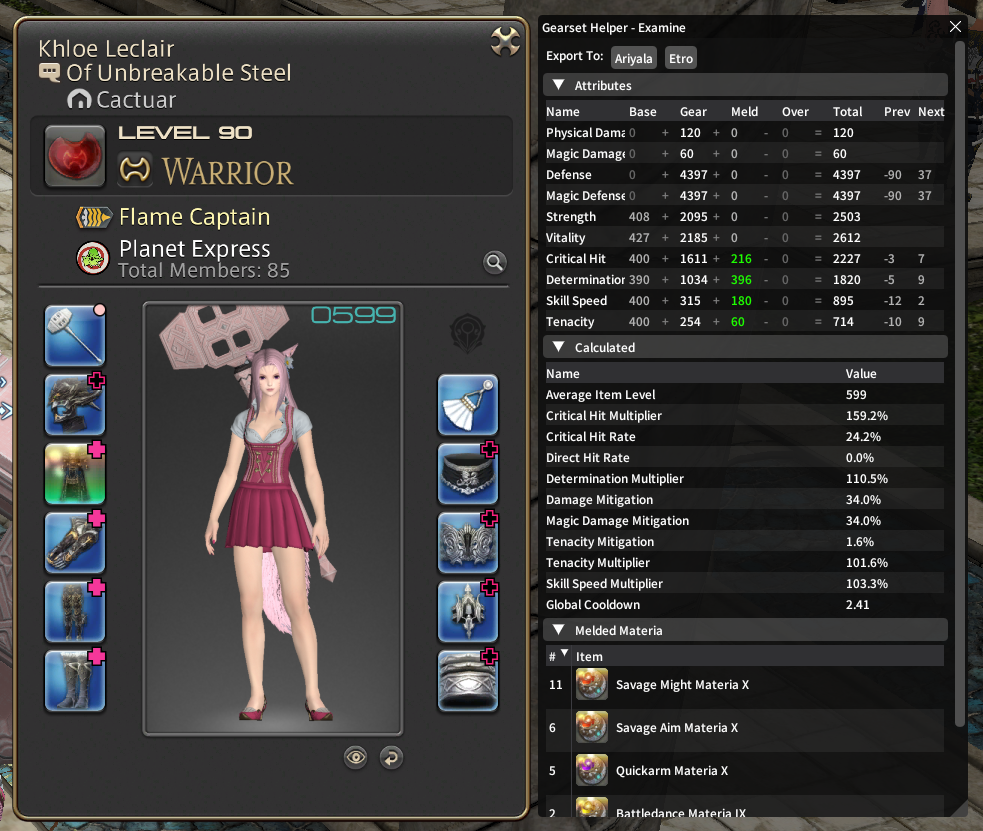 Khloe Leclair
Of Unbreakable Steel
Cactuar
LEVEL 90
WARRIOR
Flame Captain
Planet Express
Total Members: 85
0599
Gearset Helper - Examine
Export To: Ariyala Etro
Attributes
Name Base Gear Meld Over Total Prev Next
Physical Dama 0 + 120 + 0 - 0 = 120
Magic Damage 0 + 60 + 0 - 0 = 60
Defense 0 + 4397 + 0 - 0 = 4397 -90 37
Magic Defense 0 + 4397 + 0 - 0 = 4397 -90 37
Strength 408 + 2095 + 0 - 0 = 2503
Vitality 427 + 2185 + 0 - 0 = 2612
Critical Hit 400 + 1611 + 216 - 0 = 2227 -3 7
Determination 390 + 1034 + 396 - 0 = 1820 -5 9
Skill Speed 400 + 315 + 180 - 0 = 895 -12 2
Tenacity 400 + 254 + 60 - 0 = 714 -10 9
Calculated
Name Value
Average Item Level 599
Critical Hit Multiplier 159.2%
Critical Hit Rate 24.2%
Direct Hit Rate 0.0%
Determination Multiplier 110.5%
Damage Mitigation 34.0%
Magic Damage Mitigation 34.0%
Tenacity Mitigation 1.6%
Tenacity Multiplier 101.6%
Skill Speed Multiplier 103.3%
Global Cooldown 2.41
Melded Materia
# Item
11 Savage Might Materia X
6 Savage Aim Materia X
5 Quickarm Materia X
2 Battledance Materia IX